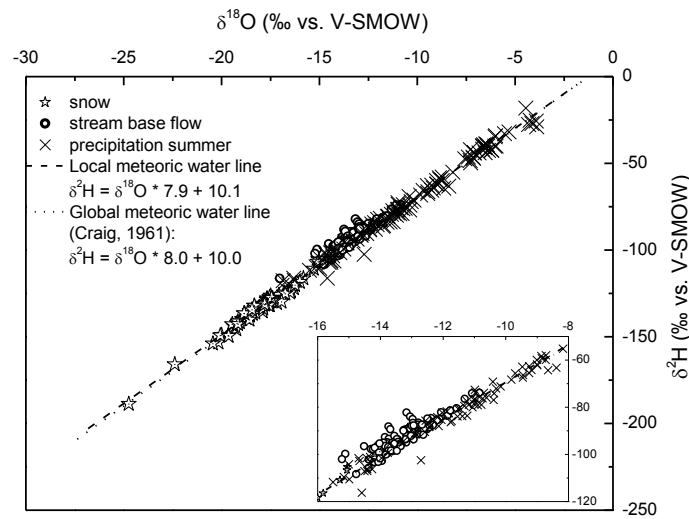 δ¹⁸O (‰ vs. V-SMOW)
-30 -25 -20 -15 -10 -5 0
0
-50
-100
-150
-200
-250
δ²H (‰ vs. V-SMOW)
snow
stream base flow
precipitation summer
Local meteoric water line
δ²H = δ¹⁸O * 7.9 + 10.1
Global meteoric water line
(Craig, 1961):
δ²H = δ¹⁸O * 8.0 + 10.0
-16 -14 -12 -10 -8
-60
-80
-100
-120